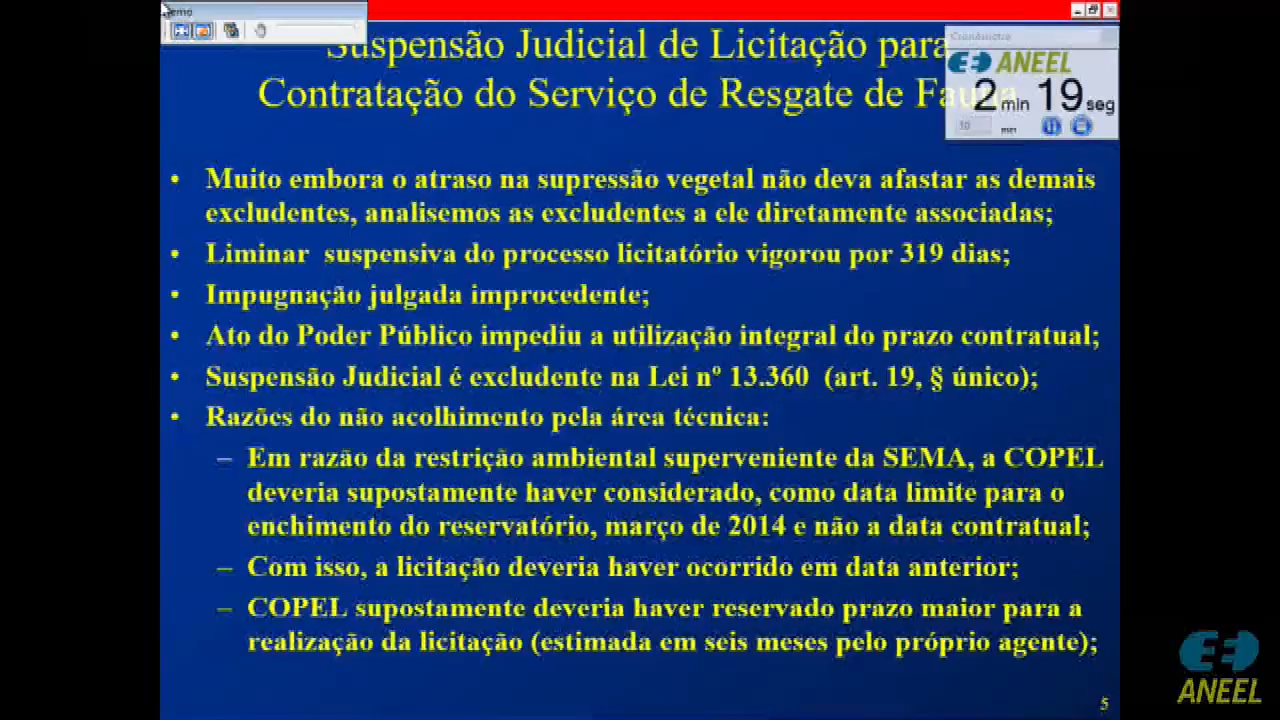 Cronômetro
Suspensão Judicial de Licitação para
ANEEL
Contratação do Serviço de Resgate de Fauna
2 min 19 seg
10 min
• Muito embora o atraso na supressão vegetal não deva afastar as demais
excludentes, analisemos as excludentes a ele diretamente associadas;
• Liminar suspensiva do processo licitatório vigorou por 319 dias;
• Impugnação julgada improcedente;
• Ato do Poder Público impediu a utilização integral do prazo contratual;
• Suspensão Judicial é excludente na Lei nº 13.360 (art. 19, § único);
• Razões do não acolhimento pela área técnica:
– Em razão da restrição ambiental superveniente da SEMA, a COPEL
deveria supostamente haver considerado, como data limite para o
enchimento do reservatório, março de 2014 e não a data contratual;
– Com isso, a licitação deveria haver ocorrido em data anterior;
– COPEL supostamente deveria haver reservado prazo maior para a
realização da licitação (estimada em seis meses pelo próprio agente);
ANEEL
5